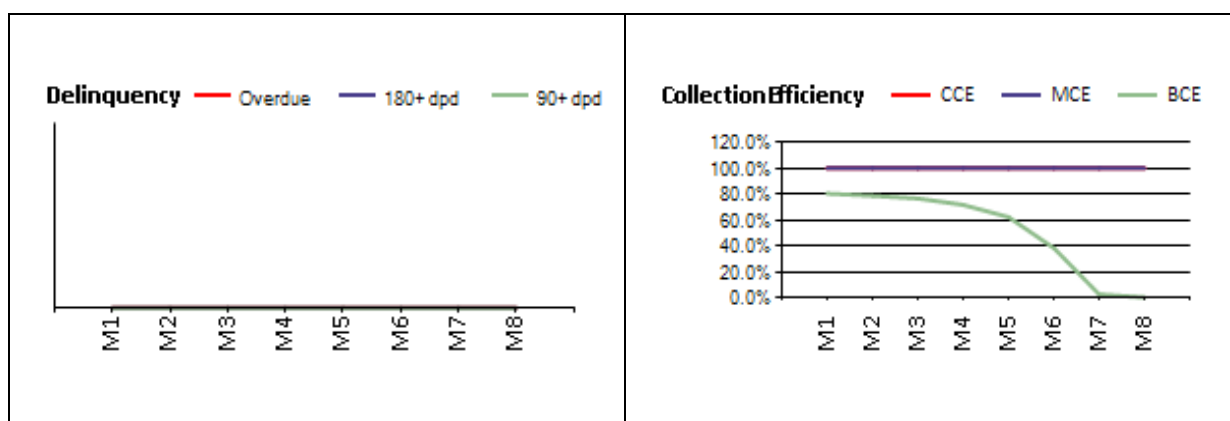 Delinquency Overdue 180+ dpd 90+ dpd
M1 M2 M3 M4 M5 M6 M7 M8
CollectionEfficiency CCE MCE BCE
120.0%
100.0%
80.0%
60.0%
40.0%
20.0%
0.0%
M1 M2 M3 M4 M5 M6 M7 M8